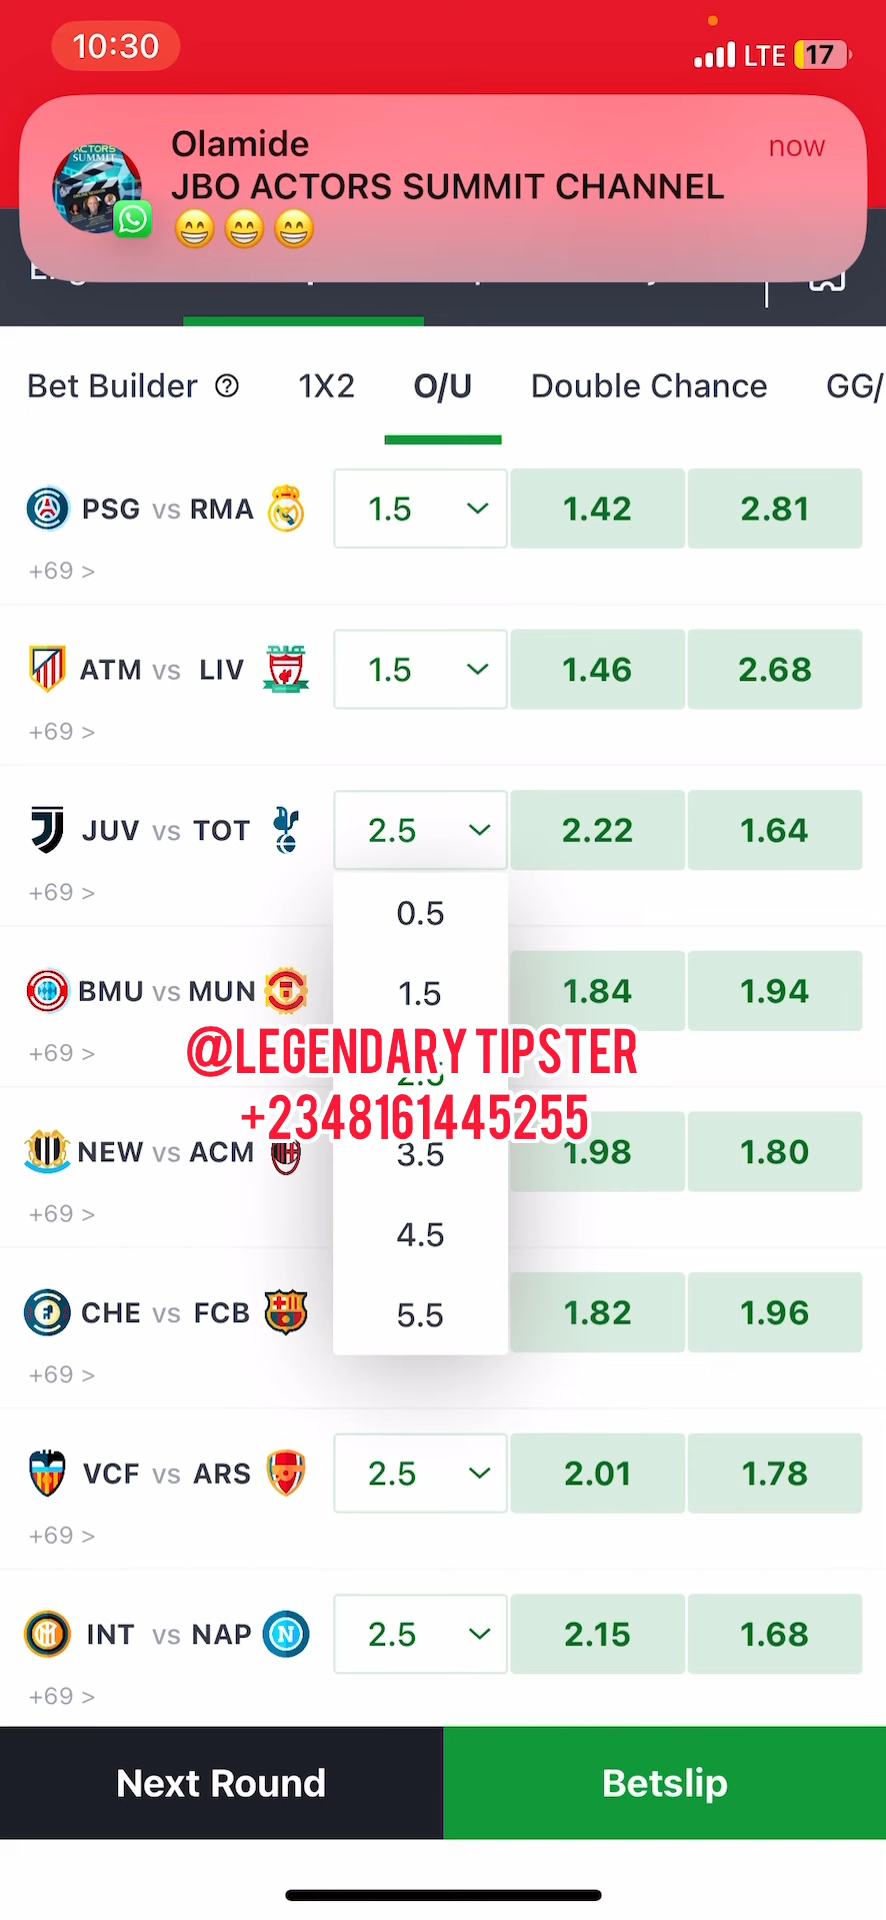 10:30
LTE 17
Olamide
now
JBO ACTORS SUMMIT CHANNEL
😁 😁 😁
ACTORS
SUMMIT
Bet Builder ? 1X2 O/U Double Chance GG/
PSG vs RMA 1.5 1.42 2.81
+69 >
ATM vs LIV 1.5 1.46 2.68
+69 >
JUV vs TOT 2.5 2.22 1.64
+69 >
0.5
BMU vs MUN 1.5 1.84 1.94
@LEGENDARY TIPSTER
+69 >
2.5
+2348161445255
NEW vs ACM 3.5 1.98 1.80
+69 >
4.5
CHE vs FCB 5.5 1.82 1.96
+69 >
VCF vs ARS 2.5 2.01 1.78
+69 >
INT vs NAP 2.5 2.15 1.68
+69 >
Next Round Betslip